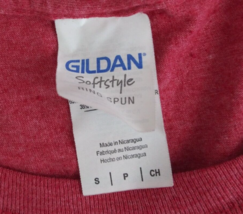 GILDAN
Softstyle
SPUN
Made in Nicaragua
Fabriqué au Nicaragua
Hecho en Nicaragua
S | P | CH